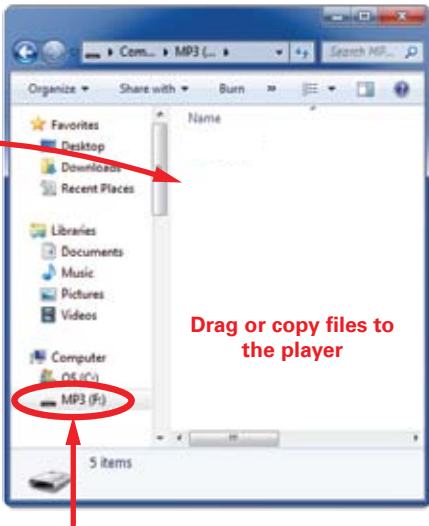 Com... MP3 (... Search MP...
Organize Share with Burn »
Name
Favorites
Desktop
Downloads
Recent Places
Libraries
Documents
Music
Pictures
Videos
Drag or copy files to
the player
Computer
OS (C:)
MP3 (F:)
5 items